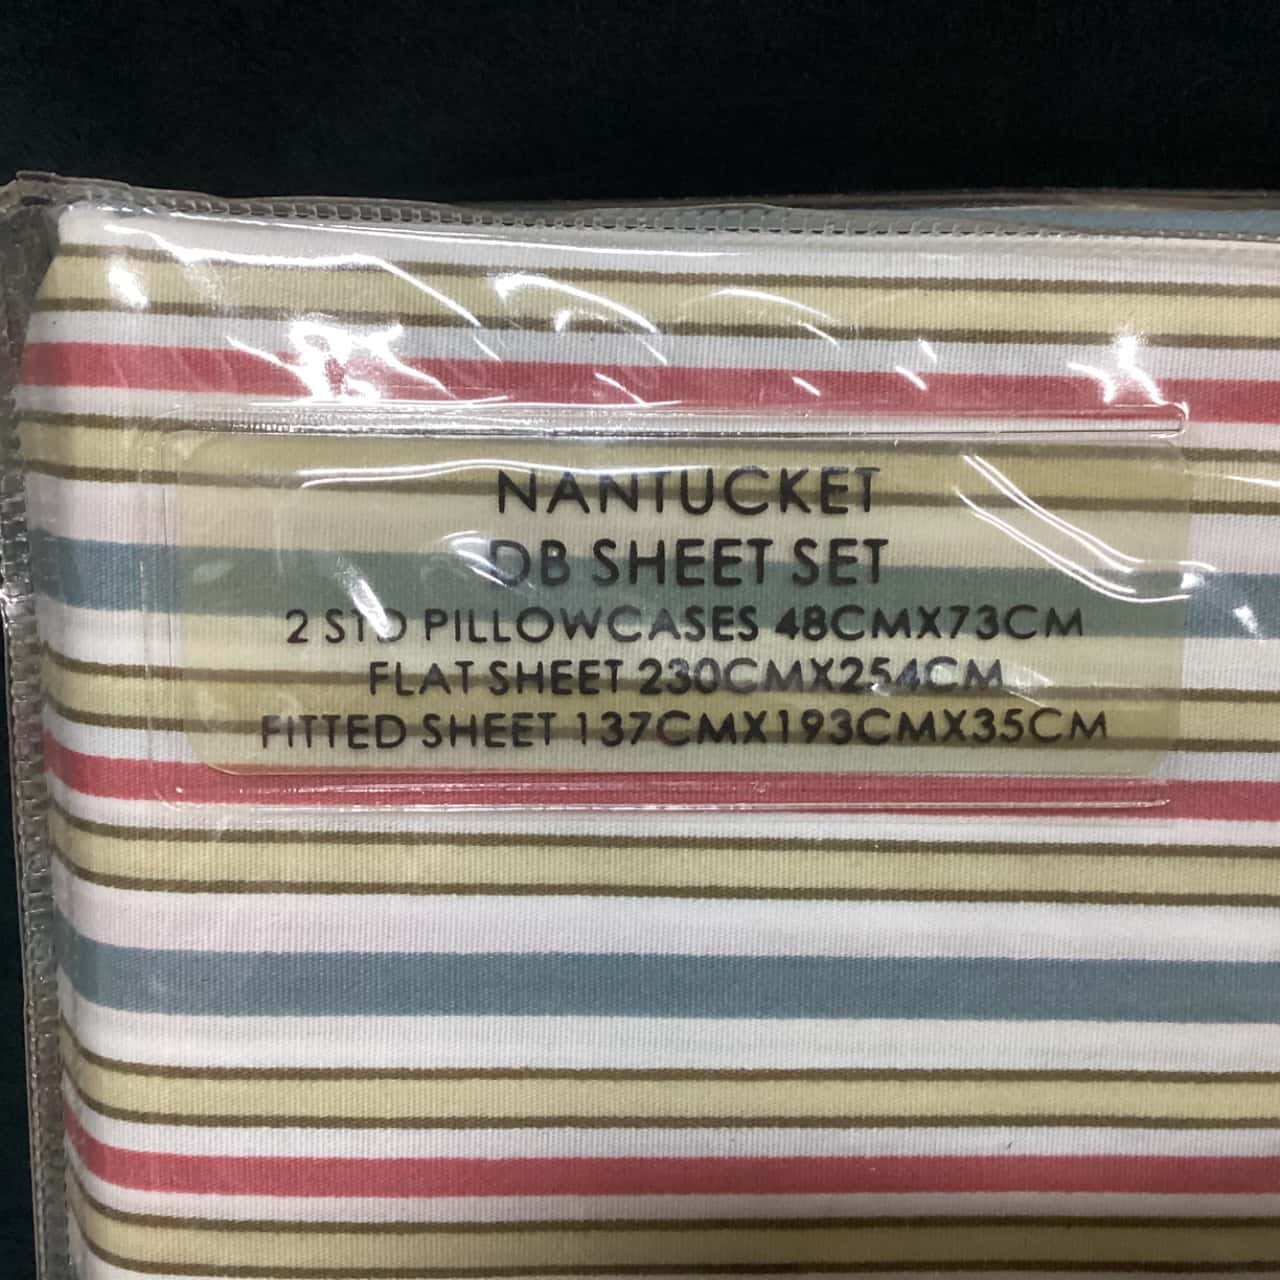 NANTUCKET
DB SHEET SET
2 STD PILLOWCASES 48CMX73CM
FLAT SHEET 230CMX254CM
FITTED SHEET 137CMX193CMX35CM